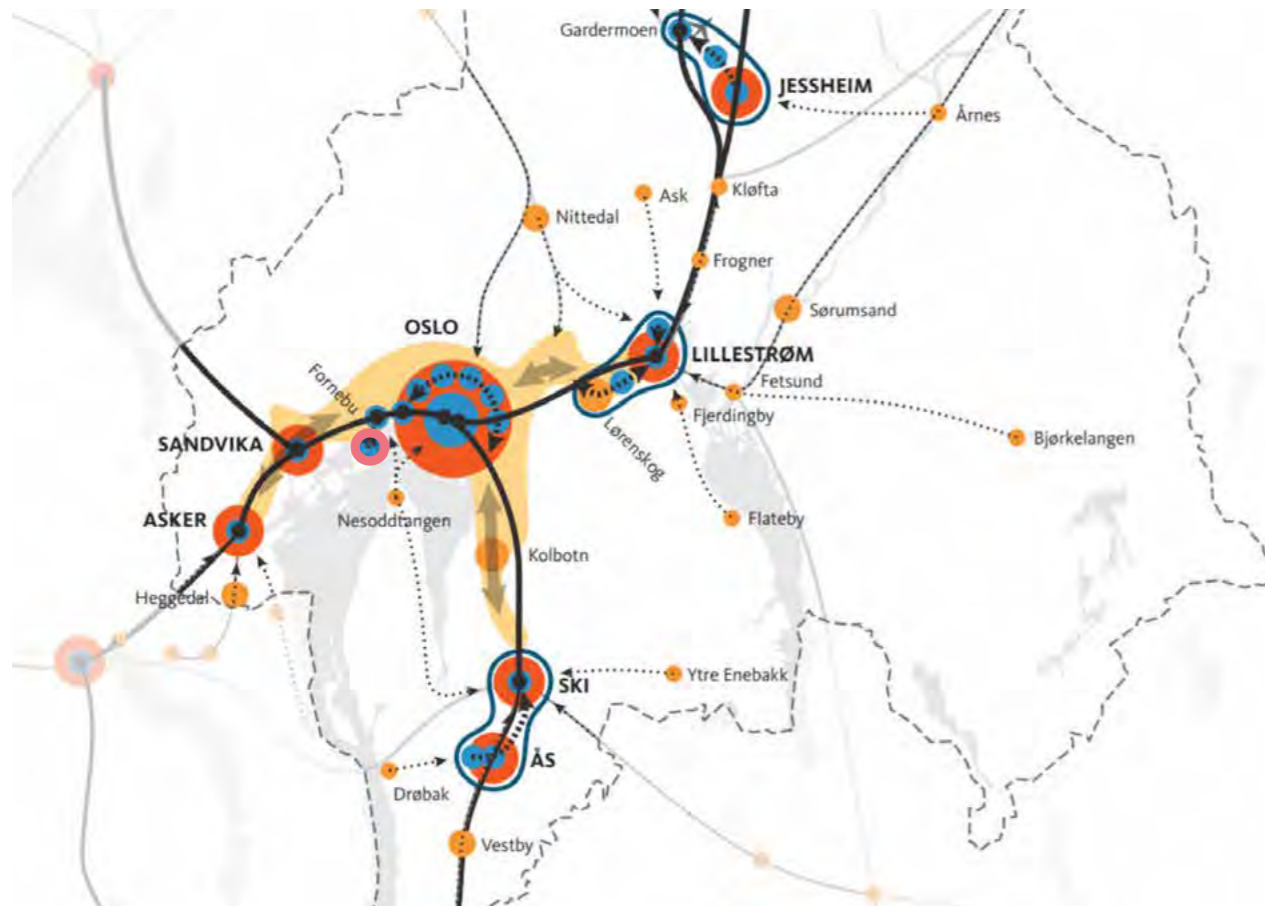 Gardermoen
JESSHEIM
Årnes
Kløfta
Ask
Nittedal
Frogner
Sørumsand
OSLO
LILLESTRØM
Fornebu
Fetsund
Fjerdingby
Lørenskog
Bjørkelangen
SANDVIKA
ASKER
Nesoddtangen
Flateby
Kolbotn
Heggedal
Ytre Enebakk
SKI
ÅS
Drøbak
Vestby